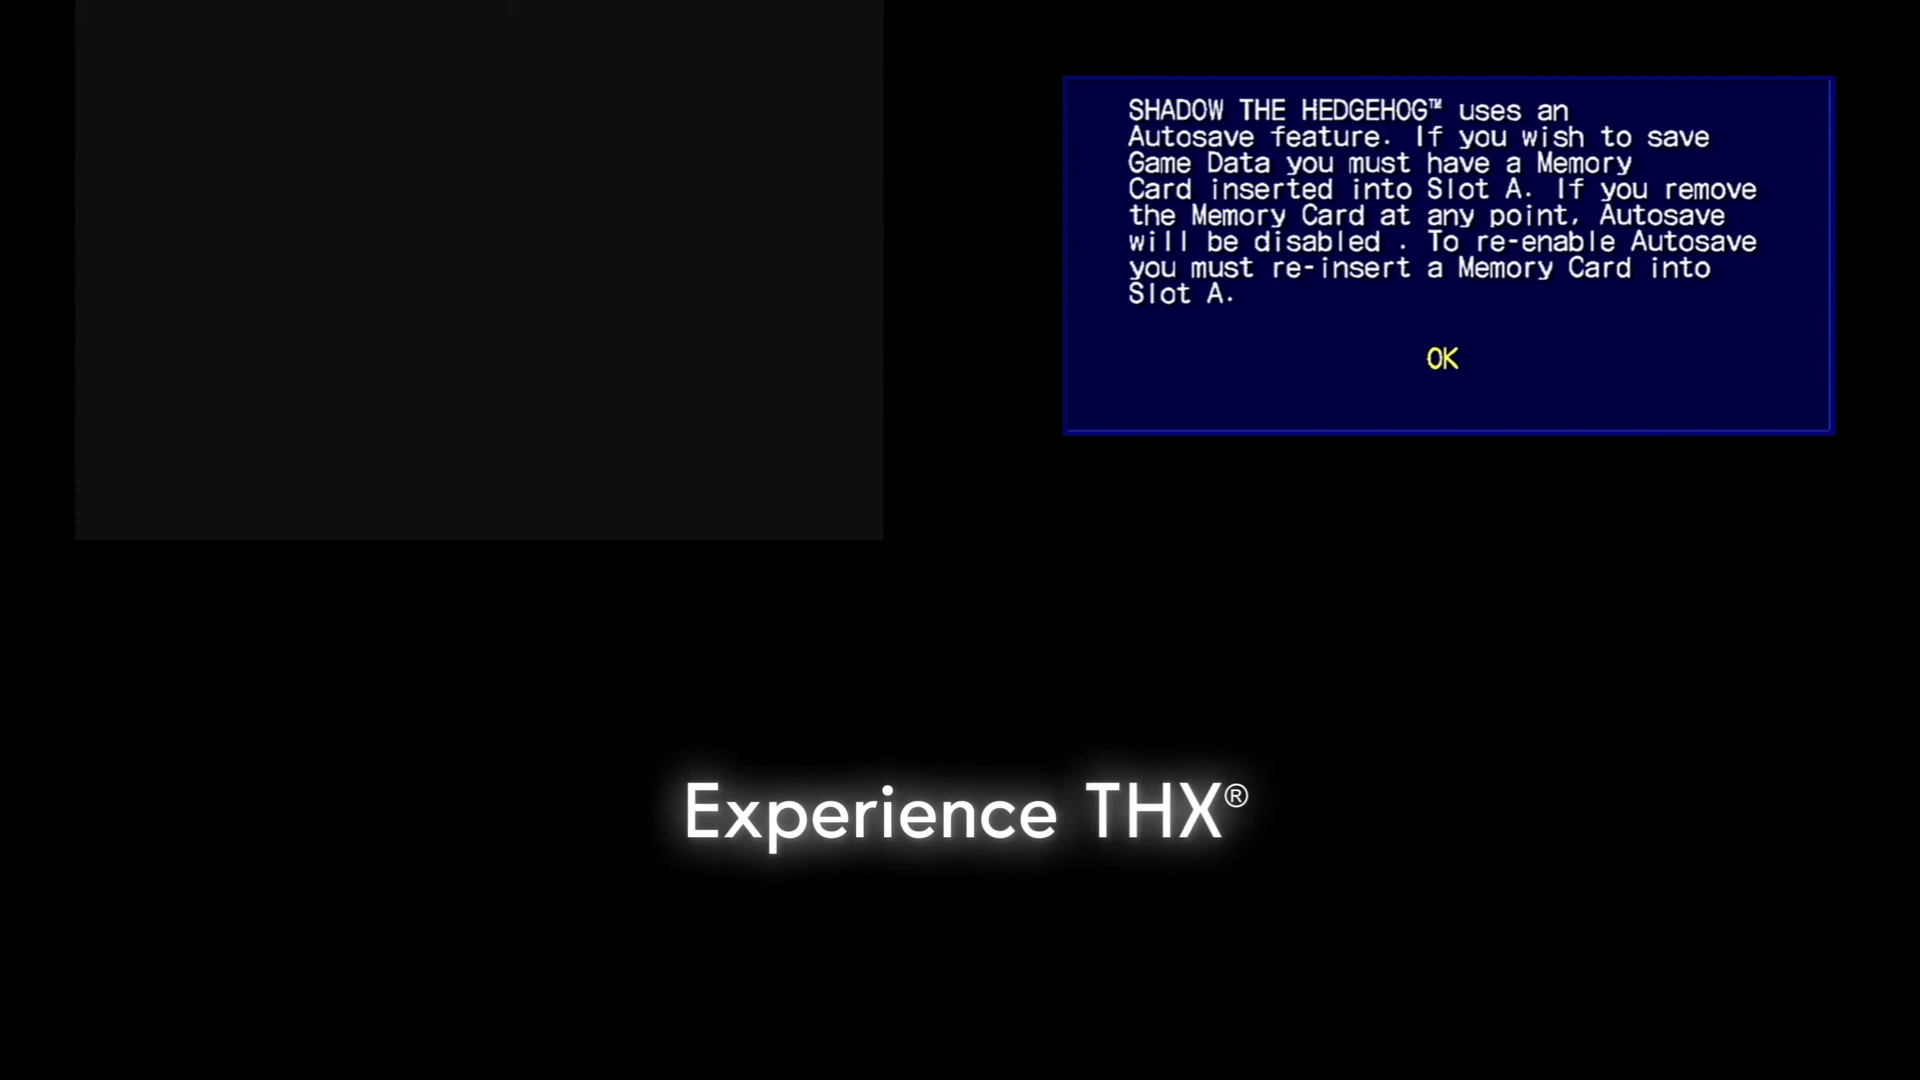 SHADOW THE HEDGEHOG™ uses an
Autosave feature. If you wish to save
Game Data you must have a Memory
Card inserted into Slot A. If you remove
the Memory Card at any point, Autosave
will be disabled . To re-enable Autosave
you must re-insert a Memory Card into
Slot A.
OK
Experience THX®